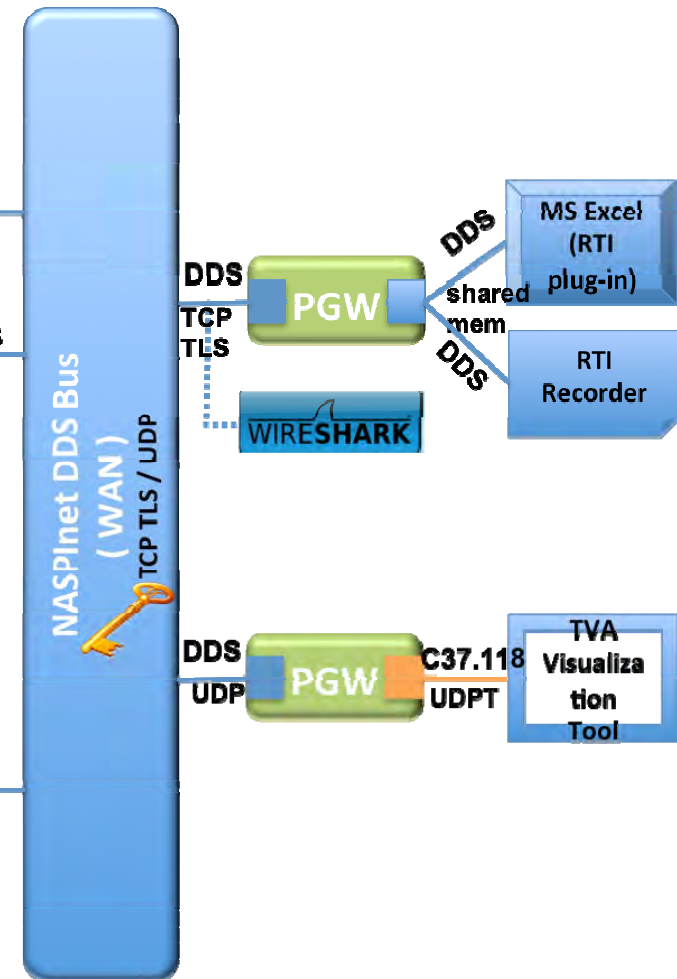 NASPInet DDS Bus
( WAN )
TCP TLS / UDP
DDS
TCP
TLS
PGW
DDS
shared
mem
DDS
MS Excel
(RTI
plug-in)
RTI
Recorder
WIRESHARK
DDS
UDP
PGW
C37.118
UDPT
TVA
Visualiza
tion
Tool